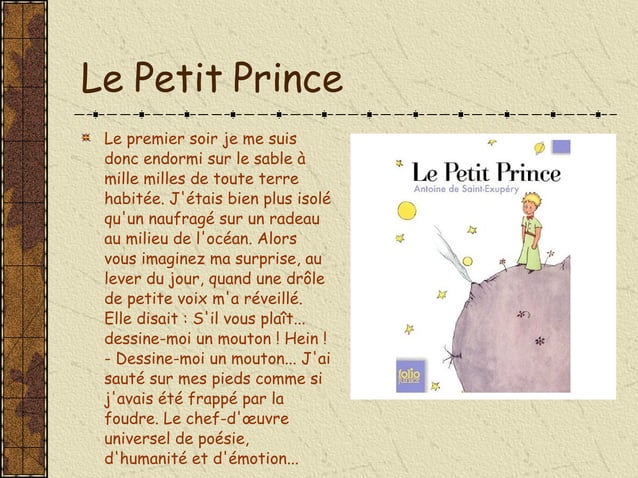 Le Petit Prince
Le premier soir je me suis
donc endormi sur le sable à
mille milles de toute terre
habitée. J'étais bien plus isolé
qu'un naufragé sur un radeau
au milieu de l'océan. Alors
vous imaginez ma surprise, au
lever du jour, quand une drôle
de petite voix m'a réveillé.
Elle disait : S'il vous plaît...
dessine-moi un mouton ! Hein !
- Dessine-moi un mouton... J'ai
sauté sur mes pieds comme si
j'avais été frappé par la
foudre. Le chef-d'œuvre
universel de poésie,
d'humanité et d'émotion...
Le Petit Prince
Antoine de Saint-Exupéry
folio